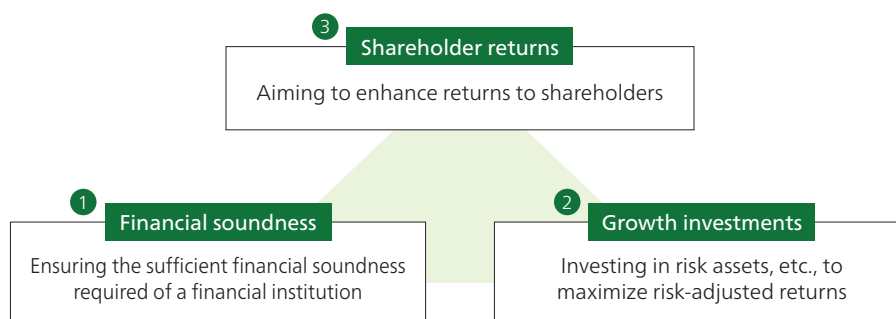 3
Shareholder returns
Aiming to enhance returns to shareholders
1
Financial soundness
Ensuring the sufficient financial soundness
required of a financial institution
2
Growth investments
Investing in risk assets, etc., to
maximize risk-adjusted returns